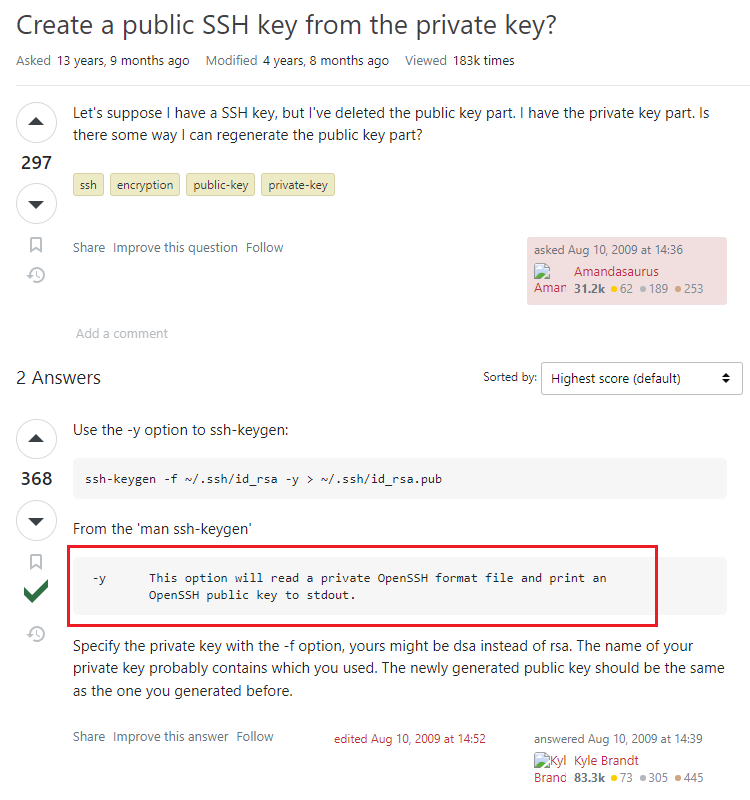 Create a public SSH key from the private key?
Asked 13 years, 9 months ago Modified 4 years, 8 months ago Viewed 183k times
Let's suppose I have a SSH key, but I've deleted the public key part. I have the private key part. Is
there some way I can regenerate the public key part?
297
ssh encryption public-key private-key
Share Improve this question Follow
asked Aug 10, 2009 at 14:36
Amandasaurus
Aman 31.2k 62 189 253
Add a comment
2 Answers
Sorted by: Highest score (default)
Use the -y option to ssh-keygen:
368
ssh-keygen -f ~/.ssh/id_rsa -y > ~/.ssh/id_rsa.pub
From the 'man ssh-keygen'
-y This option will read a private OpenSSH format file and print an
OpenSSH public key to stdout.
Specify the private key with the -f option, yours might be dsa instead of rsa. The name of your
private key probably contains which you used. The newly generated public key should be the same
as the one you generated before.
Share Improve this answer Follow
edited Aug 10, 2009 at 14:52
answered Aug 10, 2009 at 14:39
Kyl Kyle Brandt
Brand 83.3k 73 305 445